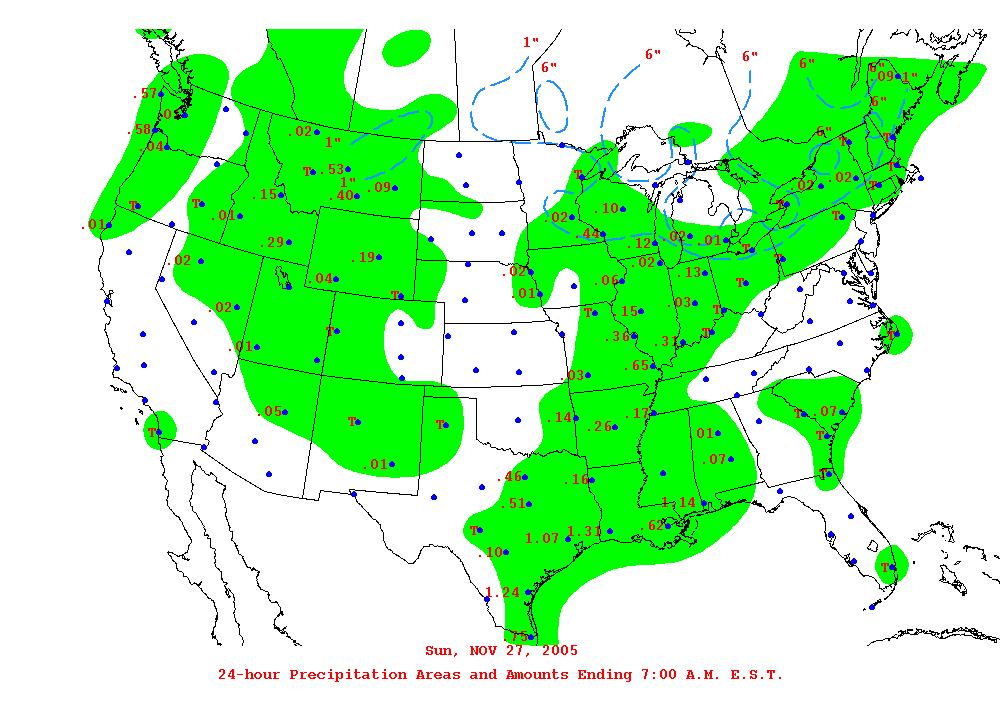 1"
6"
6"
6"
6"
6"
.09
1"
.57
.01
6"
.58
.02
6"
T
T
.04
1"
T
T
.53
T
1"
.09
.02
.02
T
.15
.40
T
T
.10
T
.01
.02
T
.01
.44
.02
.01
.29
.12
T
.02
.19
.02
T
.04
.02
.13
T
.06
T
.01
.02
.03
T
T
.15
T
T
.01
.36
.31
T
.65
.03
.05
.14
.17
T
.07
T
T
.26
.01
T
T
.01
.07
.46
.16
T
.51
1.14
T
1.07
1.31
.62
.10
T
1.24
.75
Sun, NOV 27, 2005
24-hour Precipitation Areas and Amounts Ending 7:00 A.M. E.S.T.